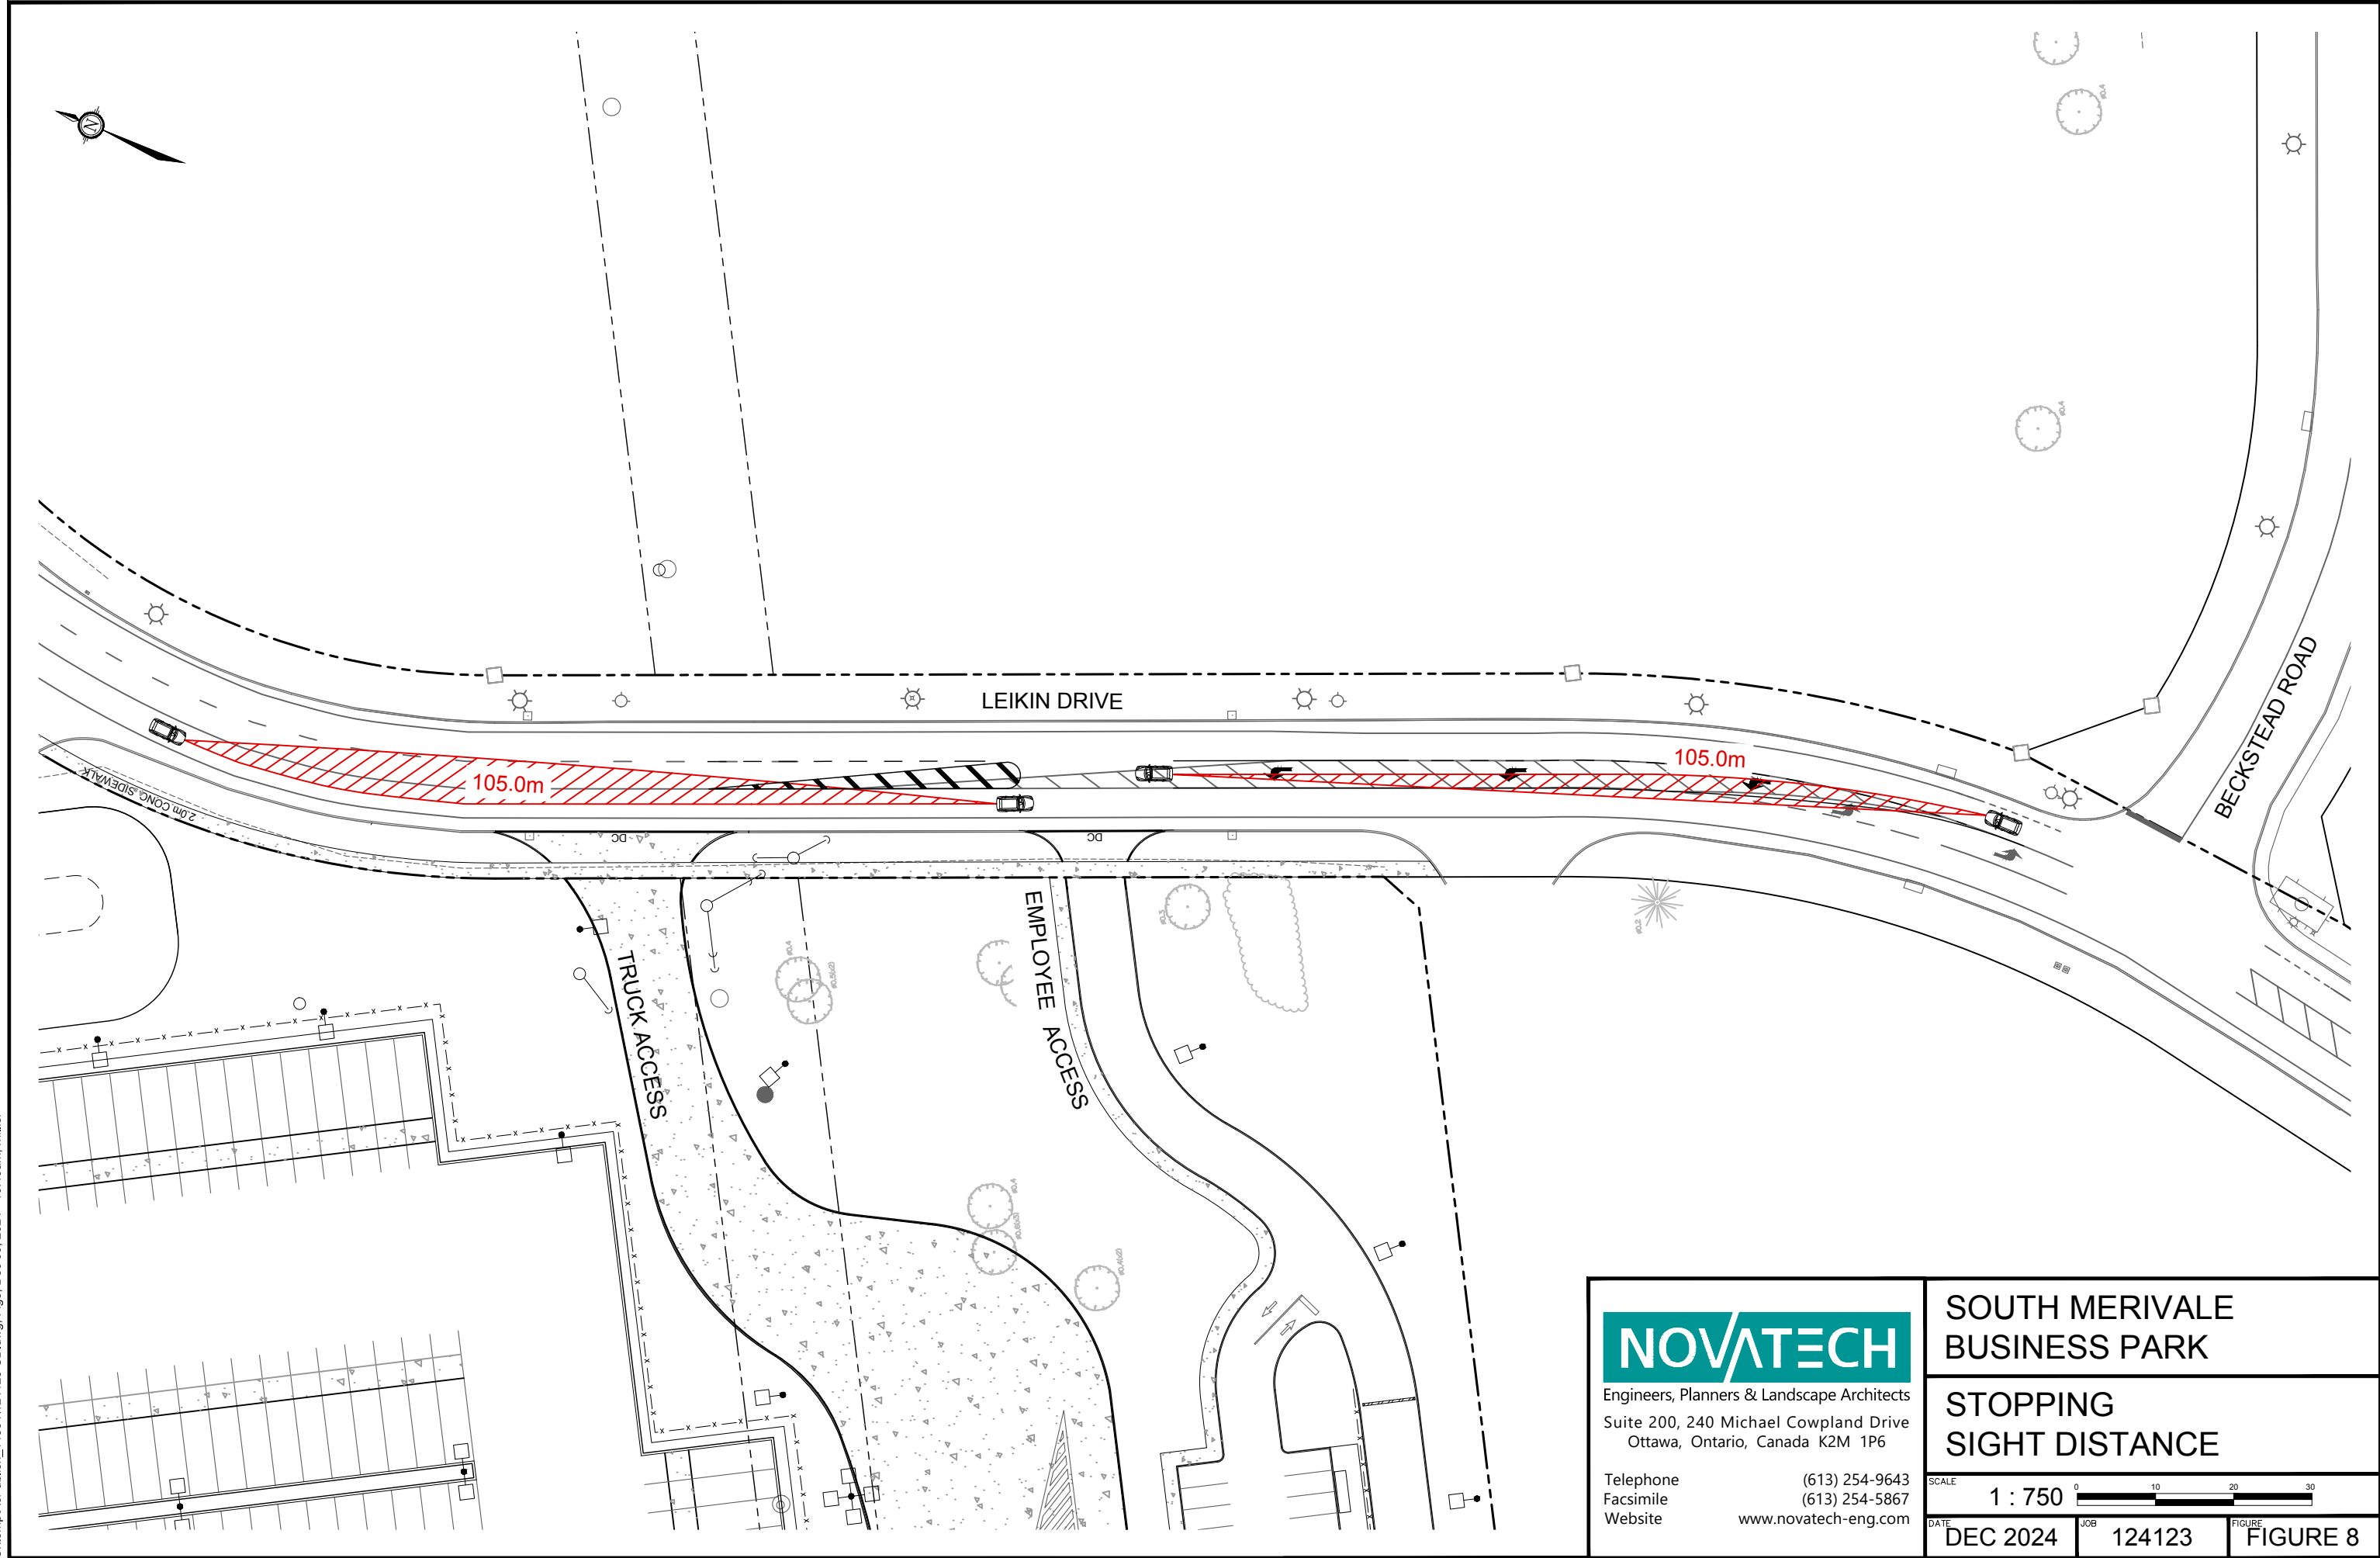 N
LEIKIN DRIVE
105.0m
105.0m
BECKSTEAD ROAD
2.0m CONC. SIDEWALK
DC
DC
TRUCK ACCESS
EMPLOYEE ACCESS
NOVATECH
Engineers, Planners & Landscape Architects
Suite 200, 240 Michael Cowpland Drive
Ottawa, Ontario, Canada K2M 1P6
Telephone (613) 254-9643
Facsimile (613) 254-5867
Website www.novatech-eng.com
SOUTH MERIVALE
BUSINESS PARK
STOPPING
SIGHT DISTANCE
SCALE
1 : 750
0 10 20 30
DATE
DEC 2024
JOB
124123
FIGURE
FIGURE 8